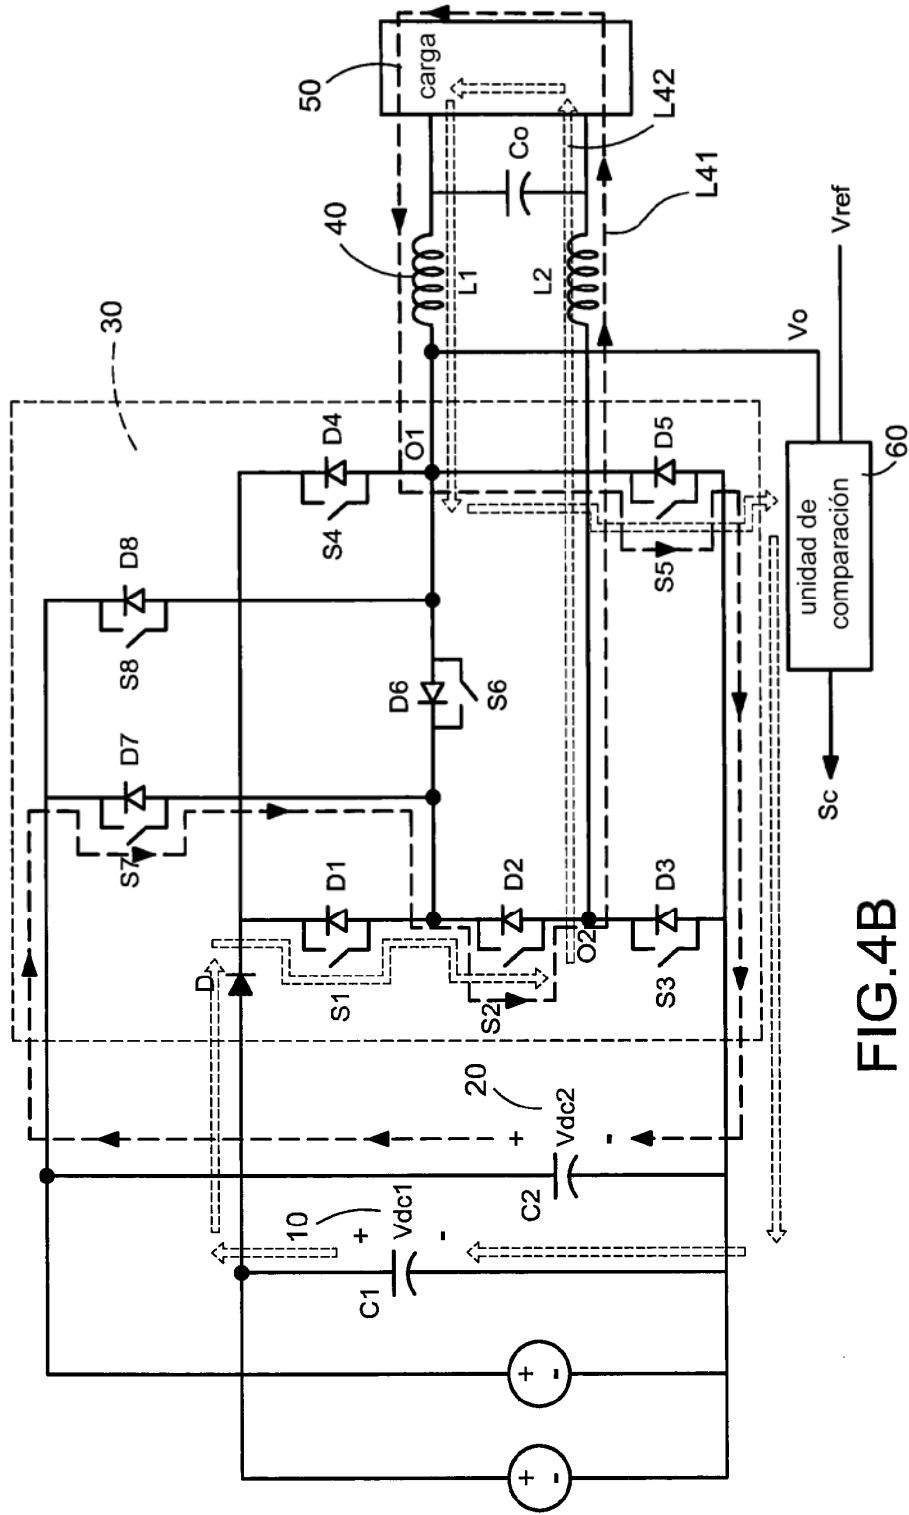 30
S7
D7
S8
D8
D
10
S1
D1
S4
D4
40
50
C1
+
Vdc1
-
D6
O1
carga
20
S2
D2
S6
L1
Co
+
-
+
-
C2
+
Vdc2
-
L2
O2
S3
D3
S5
D5
L42
L41
Vo
Vref
unidad de
comparación
Sc
60
FIG.4B